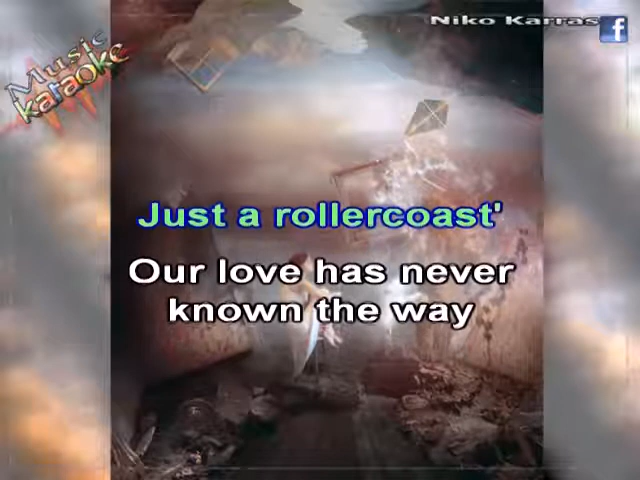 Niko Karras f
Music
karaoke
Just a rollercoast'
Our love has never
known the way